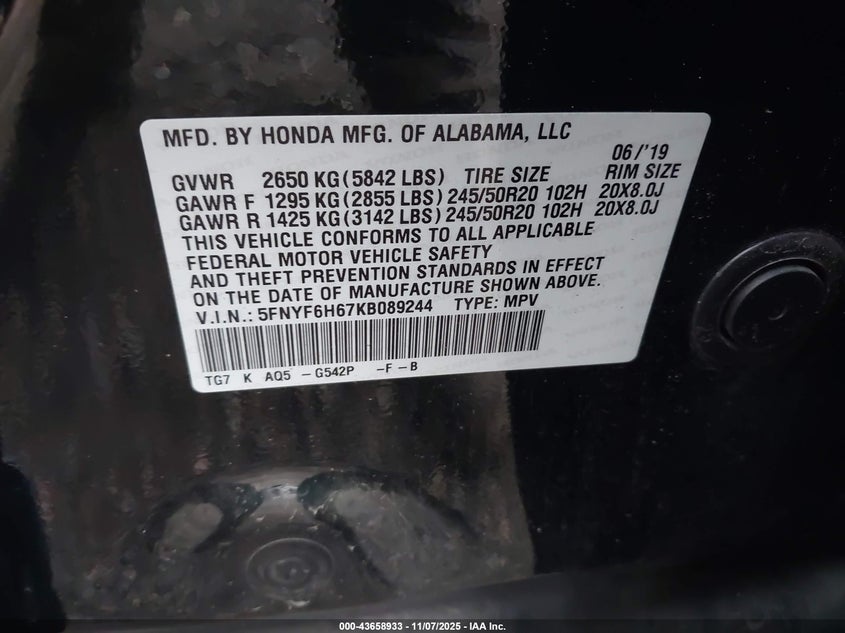 MFD. BY HONDA MFG. OF ALABAMA, LLC
06/'19
GVWR 2650 KG(5842 LBS) TIRE SIZE RIM SIZE
GAWR F 1295 KG(2855 LBS)245/50R20 102H 20X8.0J
GAWR R 1425 KG(3142 LBS)245/50R20 102H 20X8.0J
THIS VEHICLE CONFORMS TO ALL APPLICABLE
FEDERAL MOTOR VEHICLE SAFETY
AND THEFT PREVENTION STANDARDS IN EFFECT
ON THE DATE OF MANUFACTURE SHOWN ABOVE.
V.I.N.: 5FNYF6H67KB089244 TYPE: MPV
TG7 K AQ5 -G542P -F-B
000-43658933 - 11/07/2025 - IAA Inc.